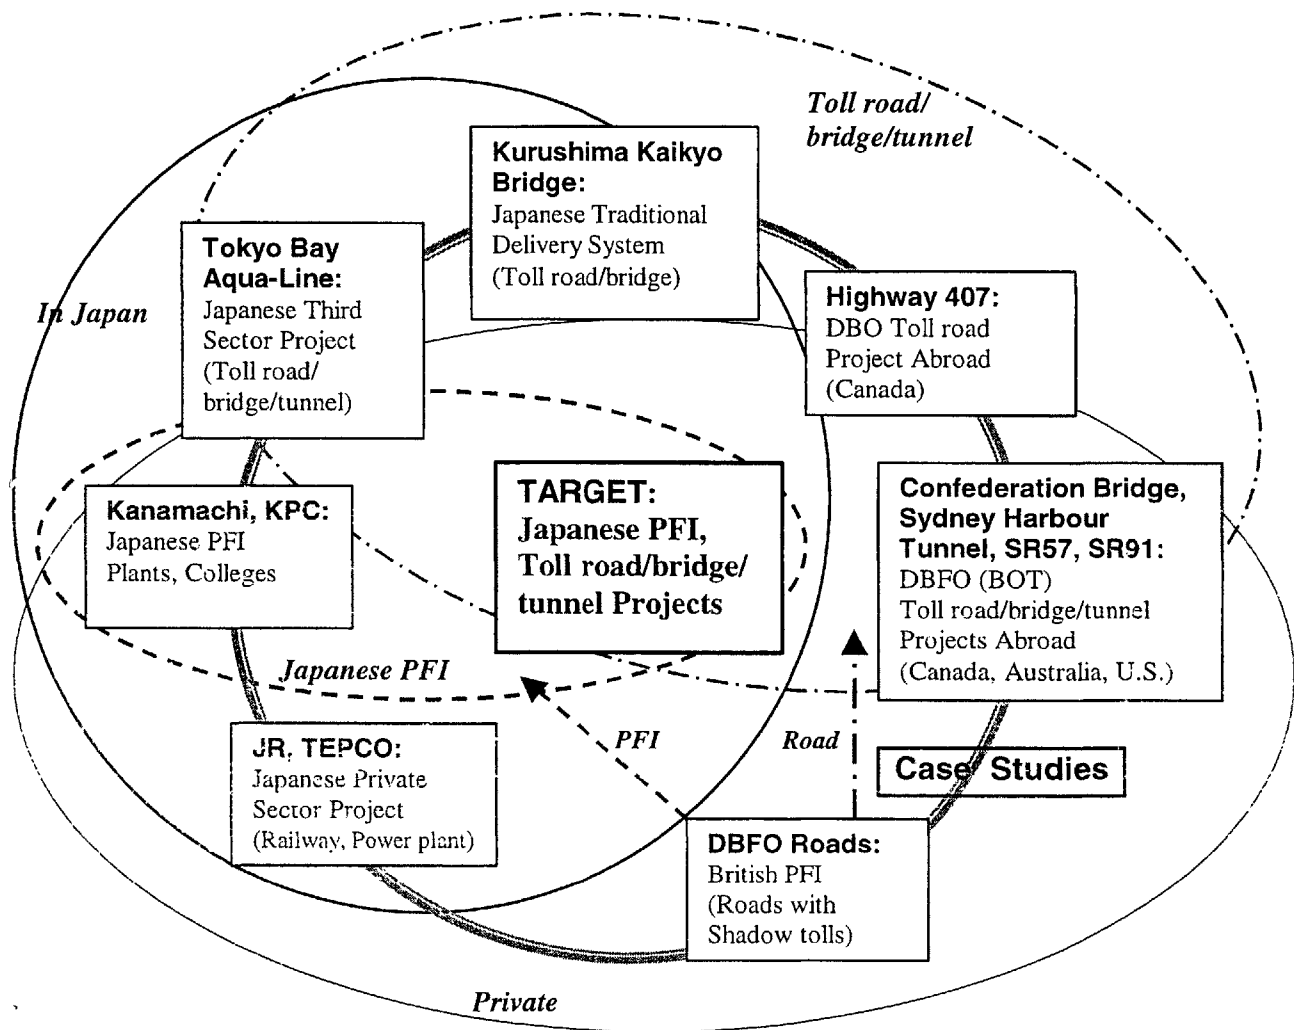 Toll road/
bridge/tunnel
Kurushima Kaikyo
Bridge:
Japanese Traditional
Delivery System
(Toll road/bridge)
Tokyo Bay
Aqua-Line:
Japanese Third
Sector Project
(Toll road/
bridge/tunnel)
In Japan
Highway 407:
DBO Toll road
Project Abroad
(Canada)
Kanamachi, KPC:
Japanese PFI
Plants, Colleges
TARGET:
Japanese PFI,
Toll road/bridge/
tunnel Projects
Confederation Bridge,
Sydney Harbour
Tunnel, SR57, SR91:
DBFO (BOT)
Toll road/bridge/tunnel
Projects Abroad
(Canada, Australia, U.S.)
Japanese PFI
JR, TEPCO:
Japanese Private
Sector Project
(Railway, Power plant)
PFI
Road
Case Studies
DBFO Roads:
British PFI
(Roads with
Shadow tolls)
Private